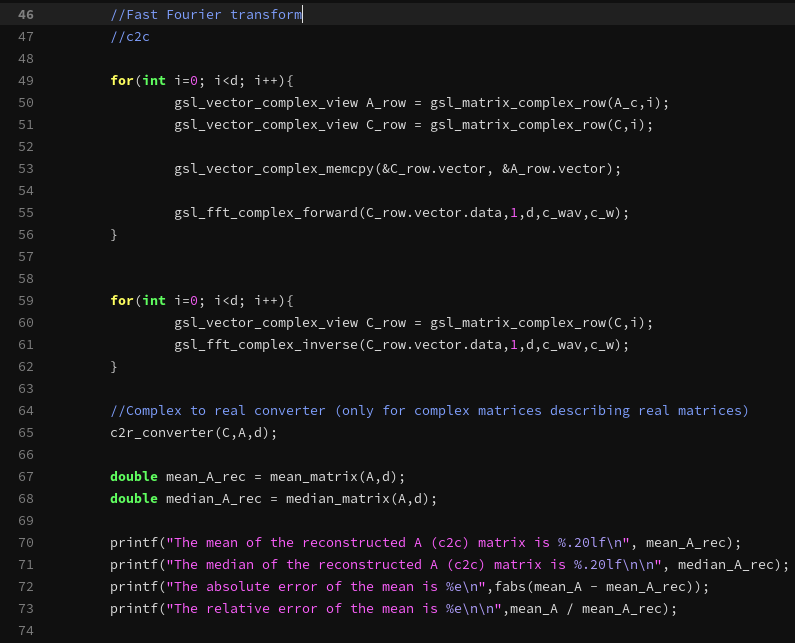 46 //Fast Fourier transform
47 //c2c
48
49 for(int i=0; i<d; i++){
50 gsl_vector_complex_view A_row = gsl_matrix_complex_row(A_c,i);
51 gsl_vector_complex_view C_row = gsl_matrix_complex_row(C,i);
52
53 gsl_vector_complex_memcpy(&C_row.vector, &A_row.vector);
54
55 gsl_fft_complex_forward(C_row.vector.data,1,d,c_wav,c_w);
56 }
57
58
59 for(int i=0; i<d; i++){
60 gsl_vector_complex_view C_row = gsl_matrix_complex_row(C,i);
61 gsl_fft_complex_inverse(C_row.vector.data,1,d,c_wav,c_w);
62 }
63
64 //Complex to real converter (only for complex matrices describing real matrices)
65 c2r_converter(C,A,d);
66
67 double mean_A_rec = mean_matrix(A,d);
68 double median_A_rec = median_matrix(A,d);
69
70 printf("The mean of the reconstructed A (c2c) matrix is %.20lf\n", mean_A_rec);
71 printf("The median of the reconstructed A (c2c) matrix is %.20lf\n\n", median_A_rec);
72 printf("The absolute error of the mean is %e\n",fabs(mean_A - mean_A_rec));
73 printf("The relative error of the mean is %e\n\n",mean_A / mean_A_rec);
74